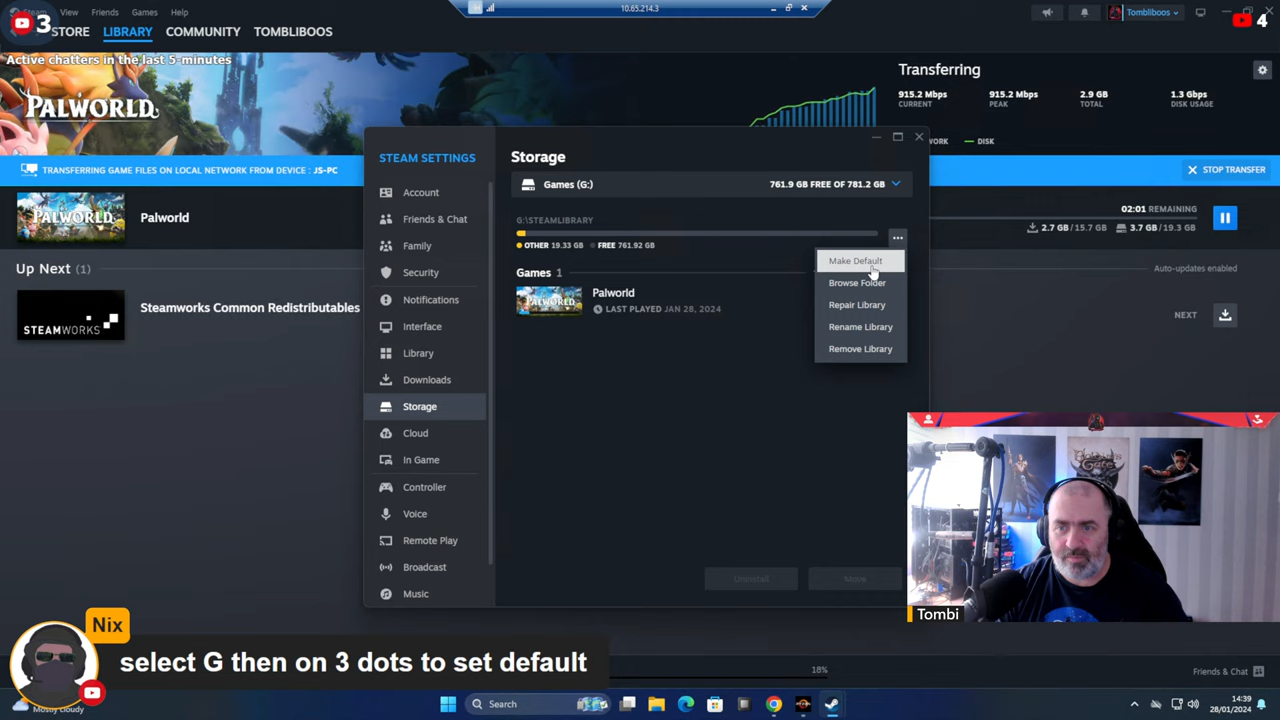 Steam View Friends Games Help
10.65.214.3
Tombliboos
3
4
STORE LIBRARY COMMUNITY TOMBLIBOOS
Active chatters in the last 5-minutes
PALWORLD
Transferring
915.2 Mbps 915.2 Mbps 2.9 GB 1.3 Gbps
CURRENT PEAK TOTAL DISK USAGE
WORK DISK
TRANSFERRING GAME FILES ON LOCAL NETWORK FROM DEVICE : JS-PC
STOP TRANSFER
PALWORLD
Palworld
02:01 REMAINING
2.7 GB/15.7 GB 3.7 GB/19.3 GB
Up Next (1)
Auto-updates enabled
STEAMWORKS
Steamworks Common Redistributables
NEXT
STEAM SETTINGS
Account
Friends & Chat
Family
Security
Notifications
Interface
Library
Downloads
Storage
Cloud
In Game
Controller
Voice
Remote Play
Broadcast
Music
Storage
Games (G:) 761.9 GB FREE OF 781.2 GB
G:\STEAMLIBRARY
OTHER 19.33 GB FREE 761.92 GB
Games 1
PALWORLD
Palworld
LAST PLAYED JAN 28, 2024
Make Default
Browse Folder
Repair Library
Rename Library
Remove Library
Uninstall More
Tombi
Nix
select G then on 3 dots to set default
18%
Friends & Chat
Mostly cloudy
Search
14:39
28/01/2024